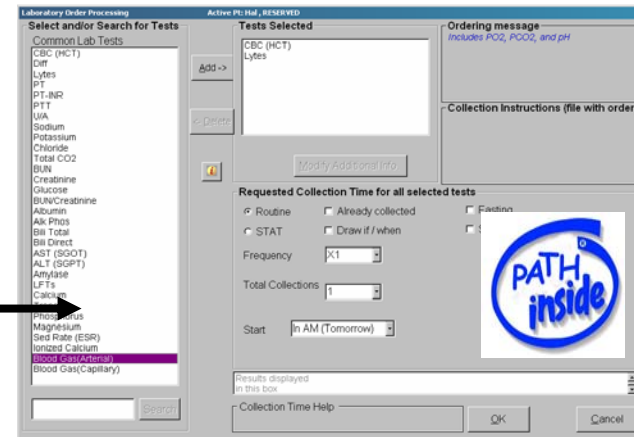 Laboratory Order Processing Active Pt: Hal , RESERVED
Select and/or Search for Tests
Common Lab Tests
CBC (HCT)
Diff
Lytes
PT
PT-INR
PTT
U/A
Sodium
Potassium
Chloride
Total CO2
BUN
Creatinine
Glucose
BUN/Creatinine
Albumin
Alk Phos
Bili Total
Bili Direct
AST (SGOT)
ALT (SGPT)
Amylase
LFTs
Calcium
Phosphorus
Magnesium
Sed Rate (ESR)
Ionized Calcium
Blood Gas(Arterial)
Blood Gas(Capillary)
Search
Add ->
<- Delete
Tests Selected
CBC (HCT)
Lytes
Modify Additional Info
Ordering message
Includes PO2, PCO2, and pH
Collection Instructions (file with order
Requested Collection Time for all selected tests
Routine Already collected Fasting
STAT Draw if / when S
Frequency X1
Total Collections 1
Start In AM (Tomorrow)
PATH
inside
Results displayed
in this box
Collection Time Help
OK Cancel